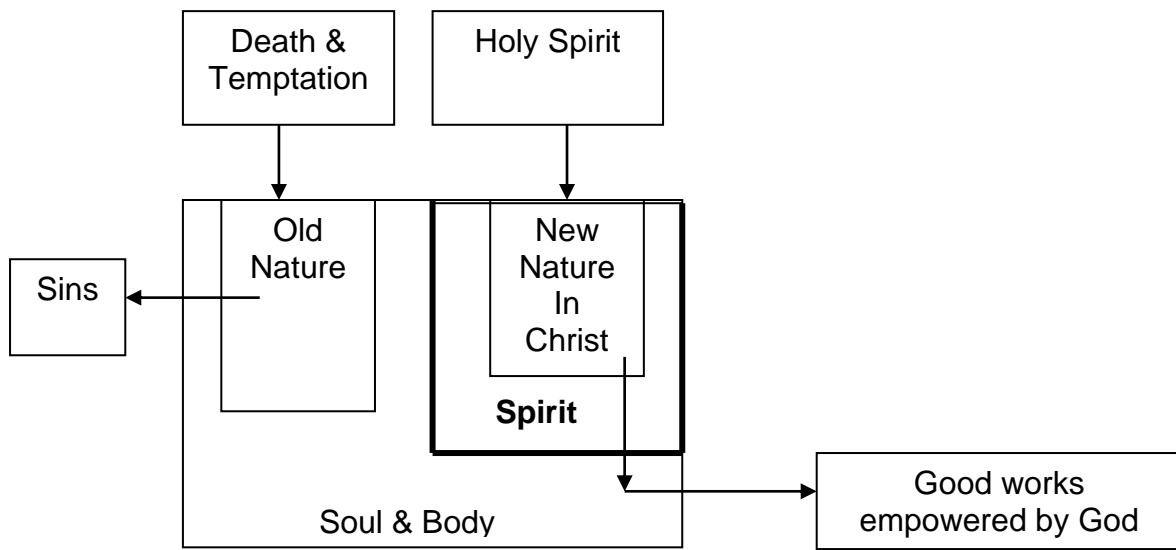 Death &
Temptation
Holy Spirit
Old
Nature
New
Nature
In
Christ
Sins
Spirit
Soul & Body
Good works
empowered by God